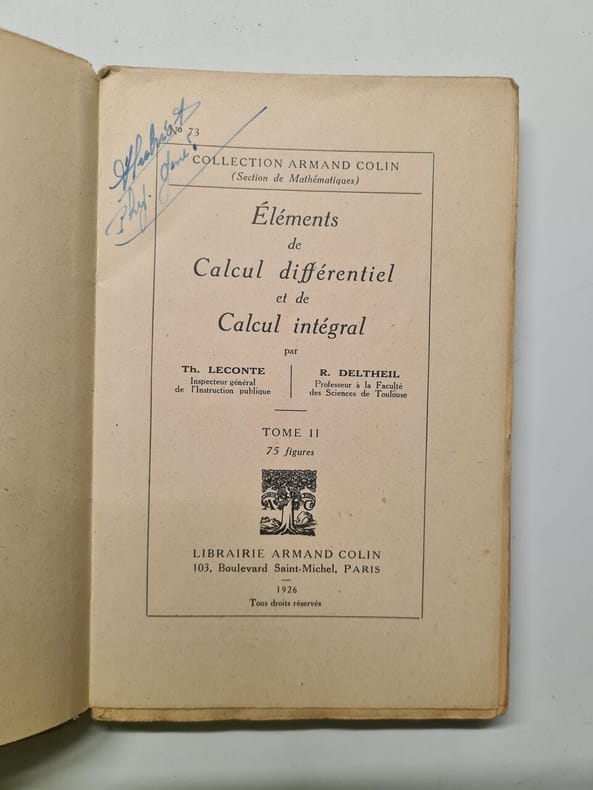 No 73
COLLECTION ARMAND COLIN
(Section de Mathématiques)
Éléments
de
Calcul différentiel
et de
Calcul intégral
par
Th. LECONTE
Inspecteur général
de l'Instruction publique
R. DELTHEIL
Professeur à la Faculté
des Sciences de Toulouse
TOME II
75 figures
A C
LIBRAIRIE ARMAND COLIN
103, Boulevard Saint-Michel, PARIS
1926
Tous droits réservés